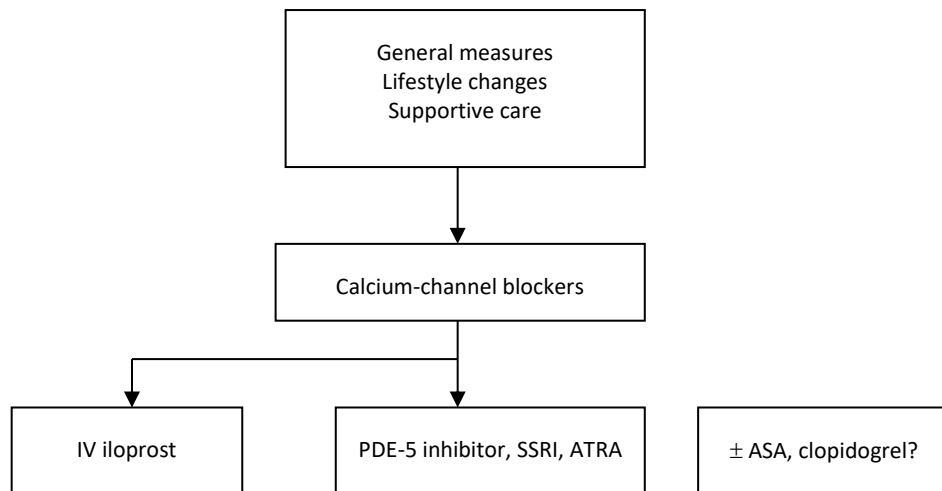 General measures
Lifestyle changes
Supportive care
Calcium-channel blockers
IV iloprost
PDE-5 inhibitor, SSRI, ATRA
± ASA, clopidogrel?